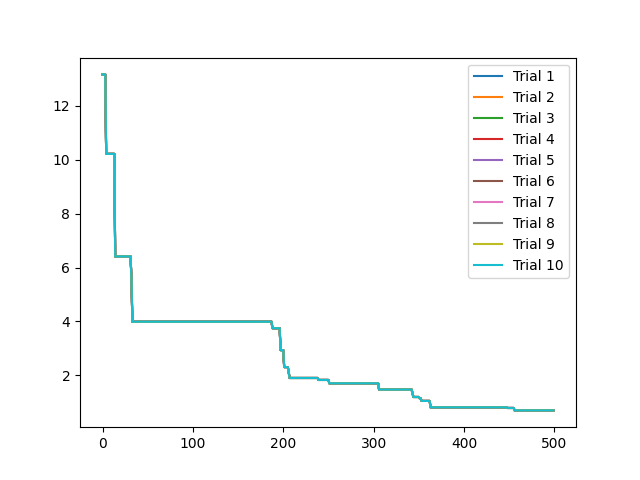 12
10
8
6
4
2
0
100
200
300
400
500
Trial 1
Trial 2
Trial 3
Trial 4
Trial 5
Trial 6
Trial 7
Trial 8
Trial 9
Trial 10